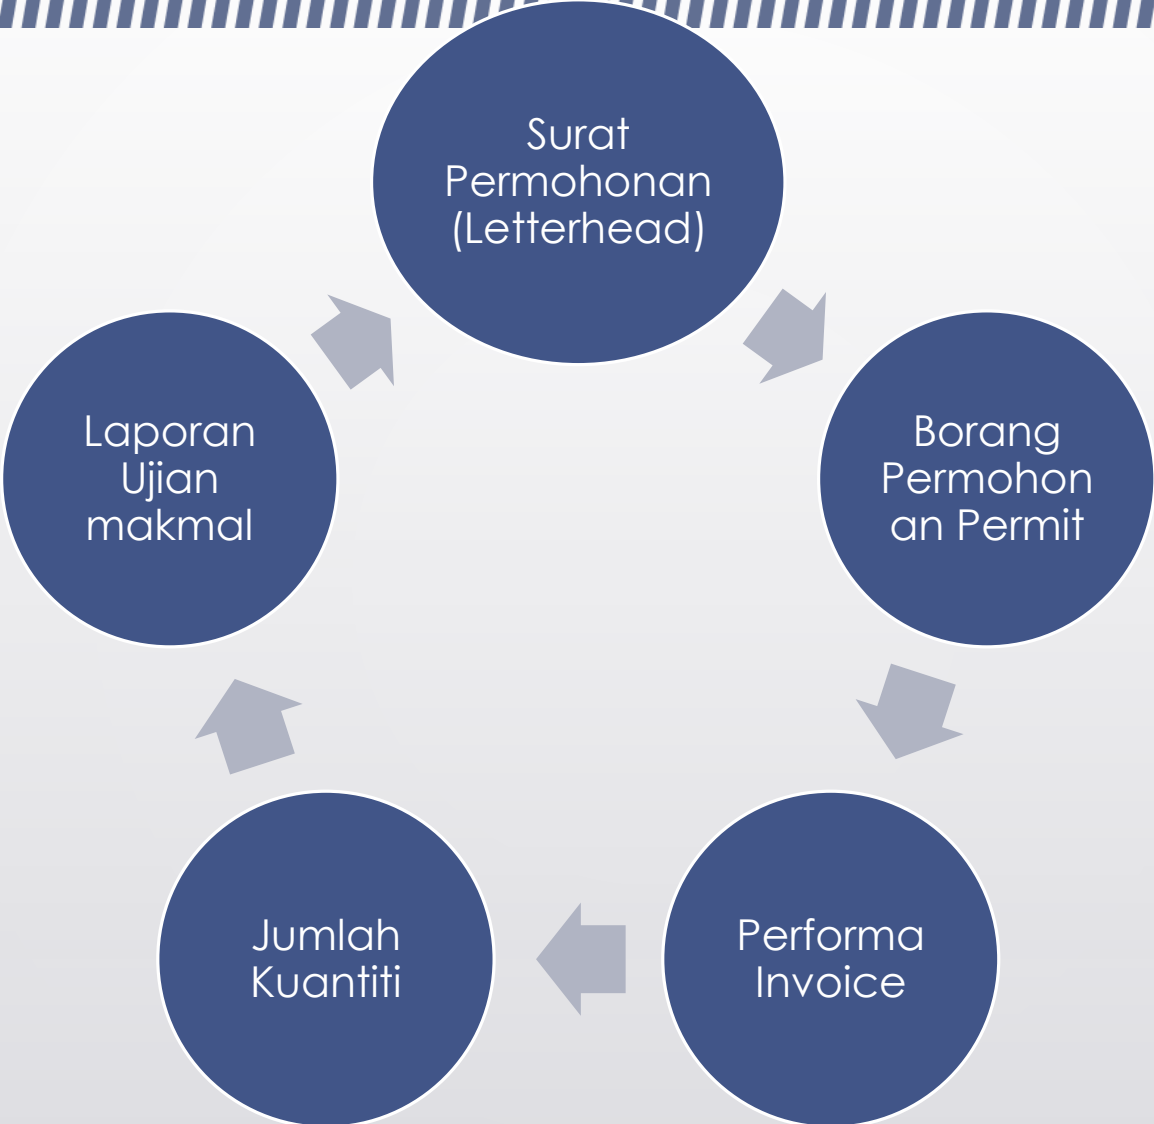 Surat
Permohonan
(Letterhead)
Borang
Permohon
an Permit
Performa
Invoice
Jumlah
Kuantiti
Laporan
Ujian
makmal